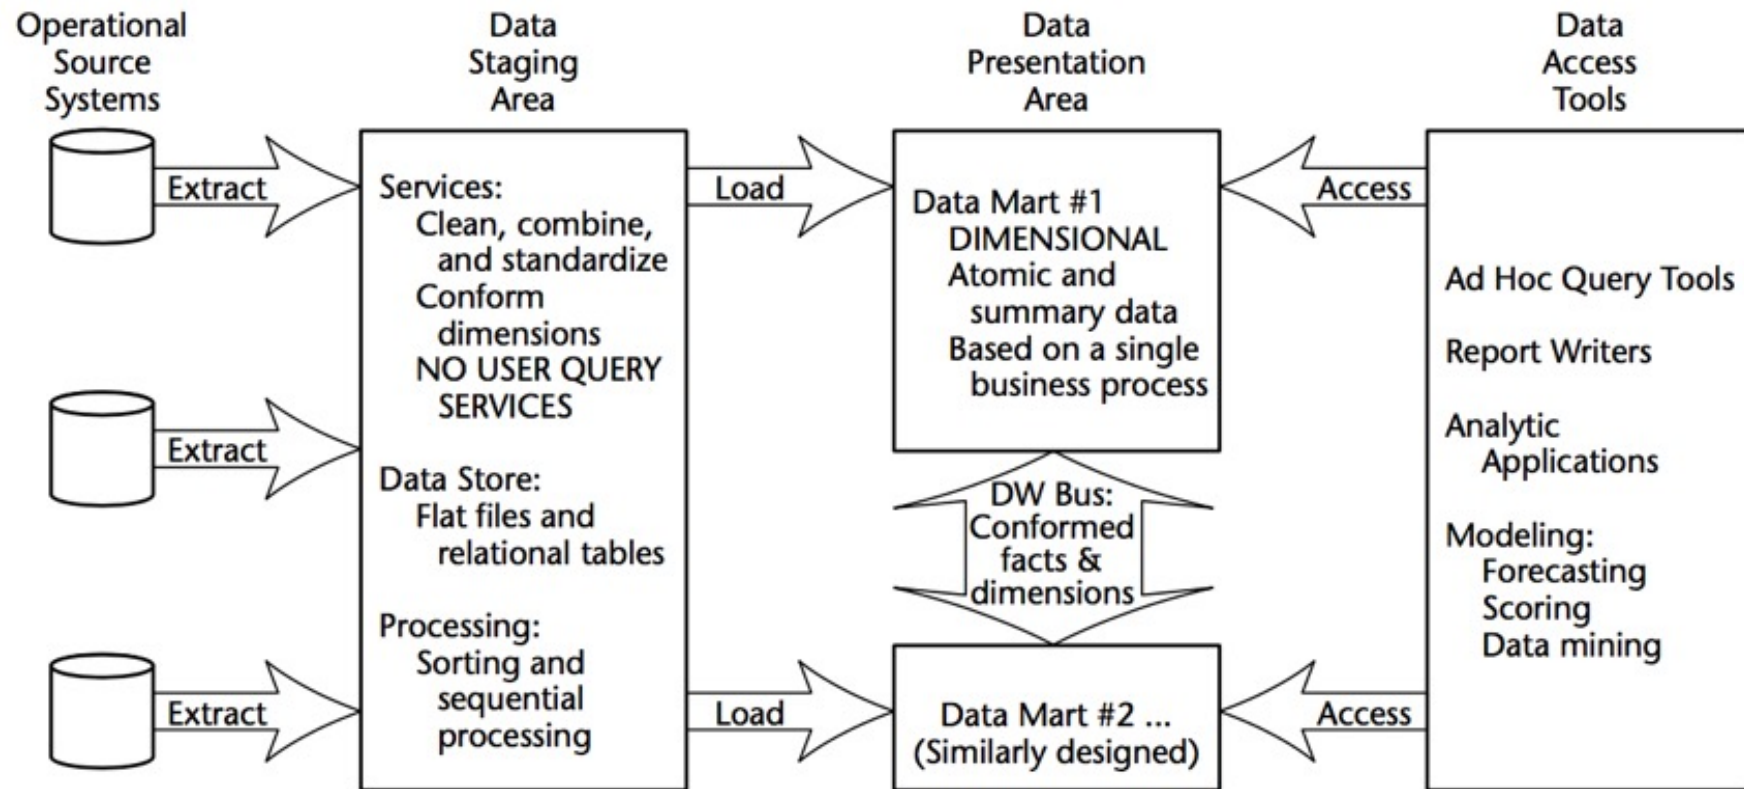 Operational
Source
Systems
Data
Staging
Area
Data
Presentation
Area
Data
Access
Tools
Extract
Extract
Extract
Services:
Clean, combine,
and standardize
Conform
dimensions
NO USER QUERY
SERVICES
Data Store:
Flat files and
relational tables
Processing:
Sorting and
sequential
processing
Load
Load
Data Mart #1
DIMENSIONAL
Atomic and
summary data
Based on a single
business process
DW Bus:
Conformed
facts &
dimensions
Data Mart #2 ...
(Similarly designed)
Access
Access
Ad Hoc Query Tools
Report Writers
Analytic
Applications
Modeling:
Forecasting
Scoring
Data mining